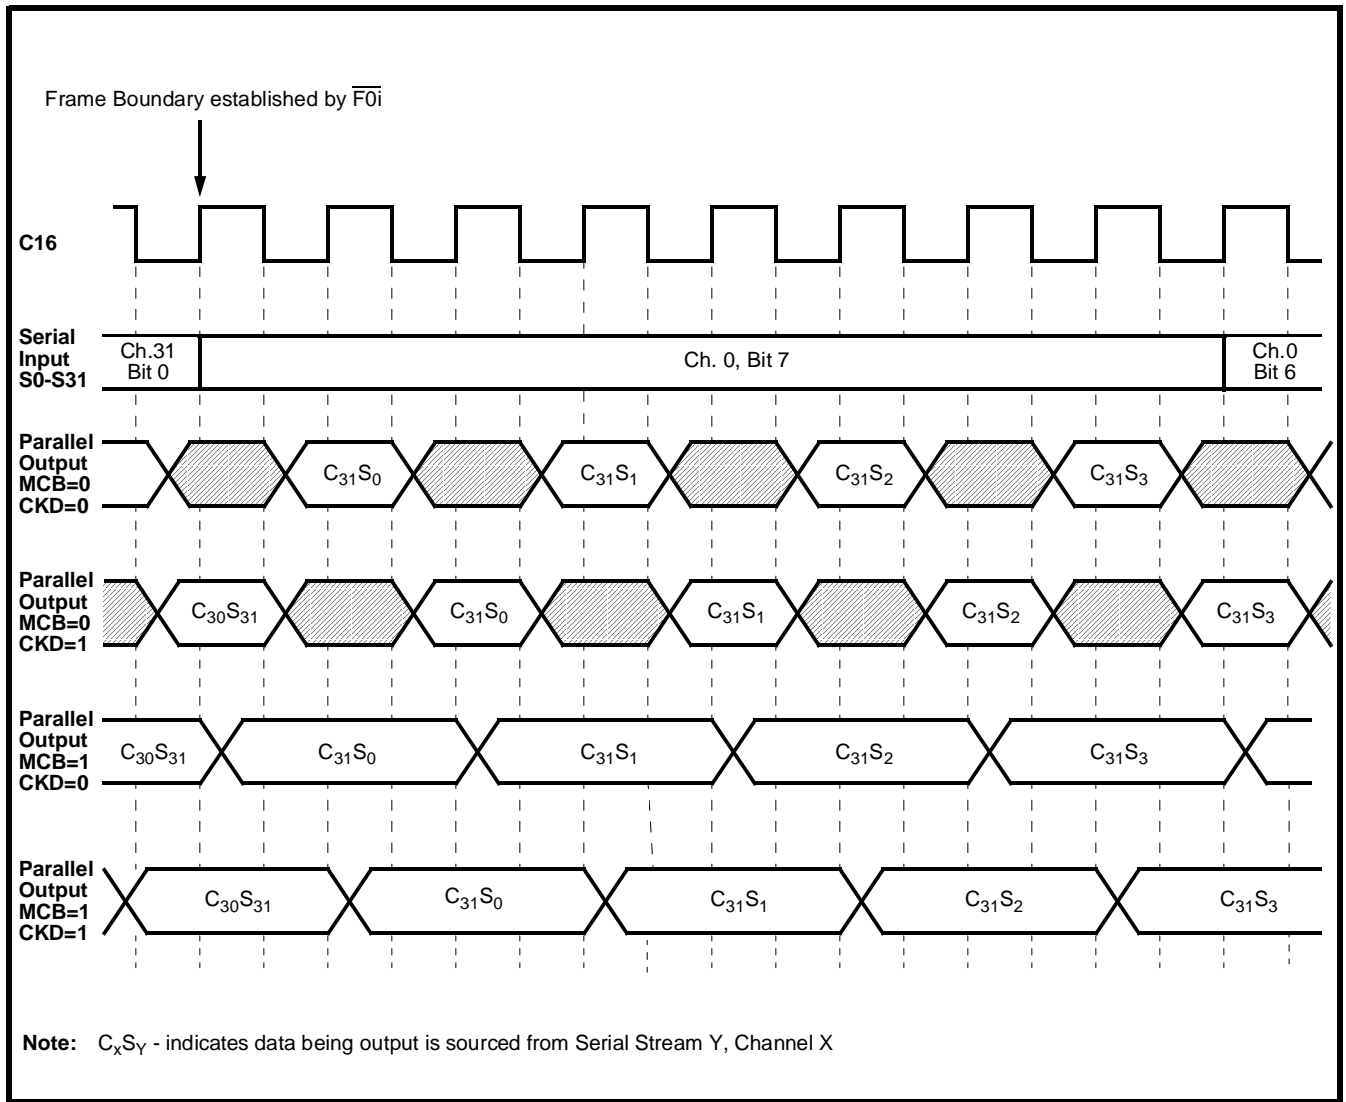 Frame Boundary established by F0i
C16
Serial
Input
S0-S31
Ch.31
Bit 0
Ch. 0, Bit 7
Ch.0
Bit 6
Parallel
Output
MCB=0
CKD=0
C31S0 C31S1 C31S2 C31S3
Parallel
Output
MCB=0
CKD=1
C30S31 C31S0 C31S1 C31S2 C31S3
Parallel
Output
MCB=1
CKD=0
C30S31 C31S0 C31S1 C31S2 C31S3
Parallel
Output
MCB=1
CKD=1
C30S31 C31S0 C31S1 C31S2 C31S3
Note: CxSY - indicates data being output is sourced from Serial Stream Y, Channel X